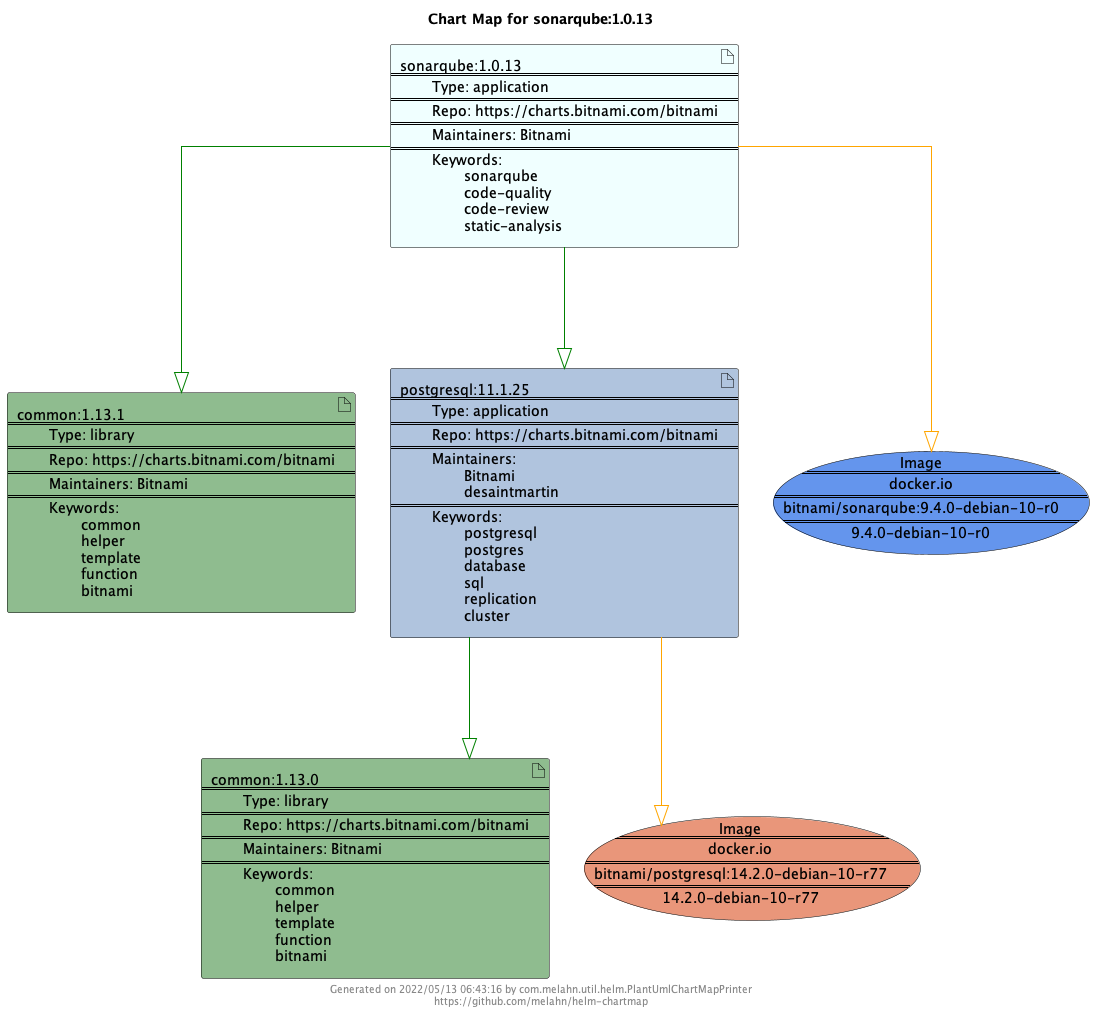 Chart Map for sonarqube:1.0.13
sonarqube:1.0.13
Type: application
Repo: https://charts.bitnami.com/bitnami
Maintainers: Bitnami
Keywords:
sonarqube
code-quality
code-review
static-analysis
common:1.13.1
Type: library
Repo: https://charts.bitnami.com/bitnami
Maintainers: Bitnami
Keywords:
common
helper
template
function
bitnami
postgresql:11.1.25
Type: application
Repo: https://charts.bitnami.com/bitnami
Maintainers:
Bitnami
desaintmartin
Keywords:
postgresql
postgres
database
sql
replication
cluster
Image
docker.io
bitnami/sonarqube:9.4.0-debian-10-r0
9.4.0-debian-10-r0
common:1.13.0
Type: library
Repo: https://charts.bitnami.com/bitnami
Maintainers: Bitnami
Keywords:
common
helper
template
function
bitnami
Image
docker.io
bitnami/postgresql:14.2.0-debian-10-r77
14.2.0-debian-10-r77
Generated on 2022/05/13 06:43:16 by com.melahn.util.helm.PlantUmlChartMapPrinter
https://github.com/melahn/helm-chartmap